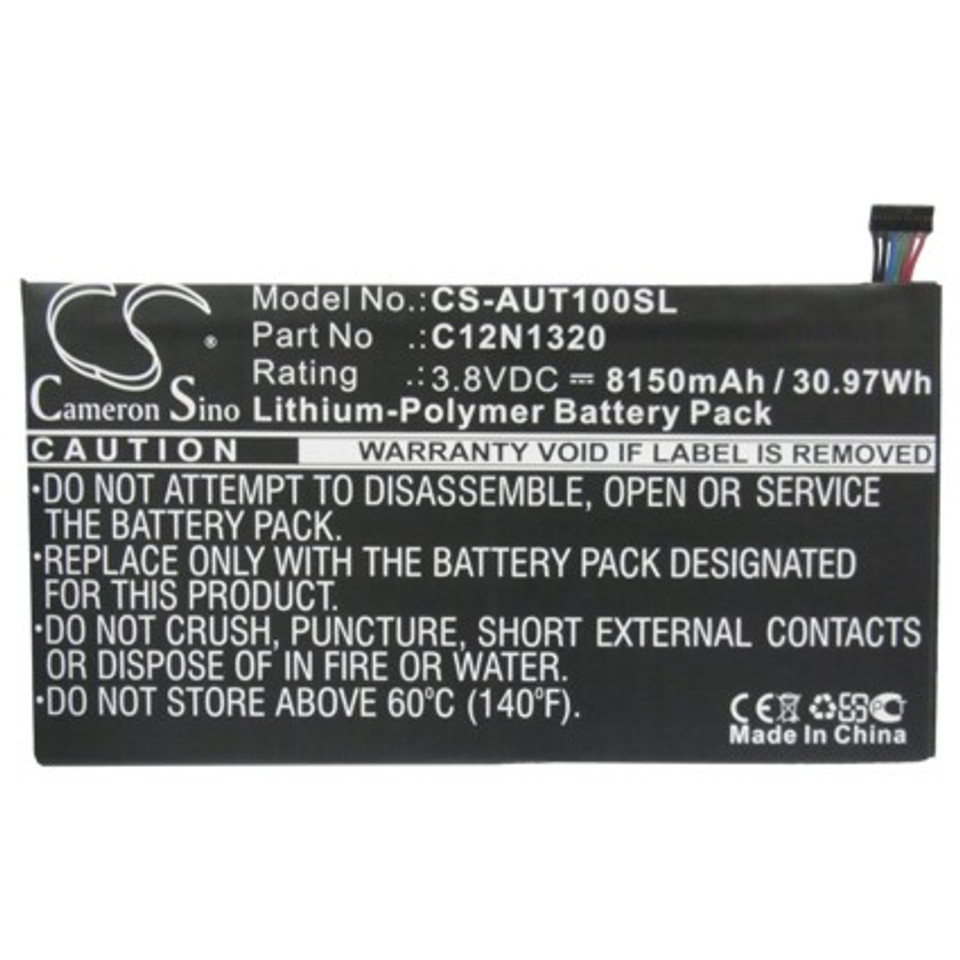 CS ®
Cameron Sino
Model No.:CS-AUT100SL
Part No .:C12N1320
Rating .:3.8VDC ⎓ 8150mAh / 30.97Wh
Lithium-Polymer Battery Pack
CAUTION WARRANTY VOID IF LABEL IS REMOVED
·DO NOT ATTEMPT TO DISASSEMBLE, OPEN OR SERVICE
THE BATTERY PACK.
·REPLACE ONLY WITH THE BATTERY PACK DESIGNATED
FOR THIS PRODUCT.
·DO NOT CRUSH, PUNCTURE, SHORT EXTERNAL CONTACTS
OR DISPOSE OF IN FIRE OR WATER.
·DO NOT STORE ABOVE 60°C (140°F).
CE
Made In China